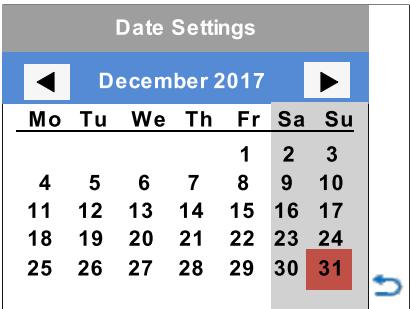 Date Settings
December 2017
Mo Tu We Th Fr Sa Su
1 2 3
4 5 6 7 8 9 10
11 12 13 14 15 16 17
18 19 20 21 22 23 24
25 26 27 28 29 30 31